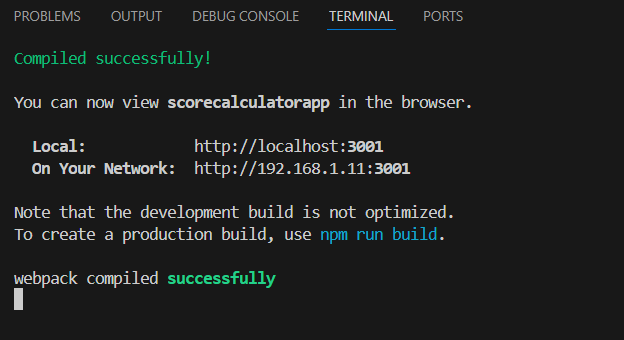 PROBLEMS OUTPUT DEBUG CONSOLE TERMINAL PORTS
Compiled successfully!
You can now view scorecalculatorapp in the browser.
Local: http://localhost:3001
On Your Network: http://192.168.1.11:3001
Note that the development build is not optimized.
To create a production build, use npm run build.
webpack compiled successfully